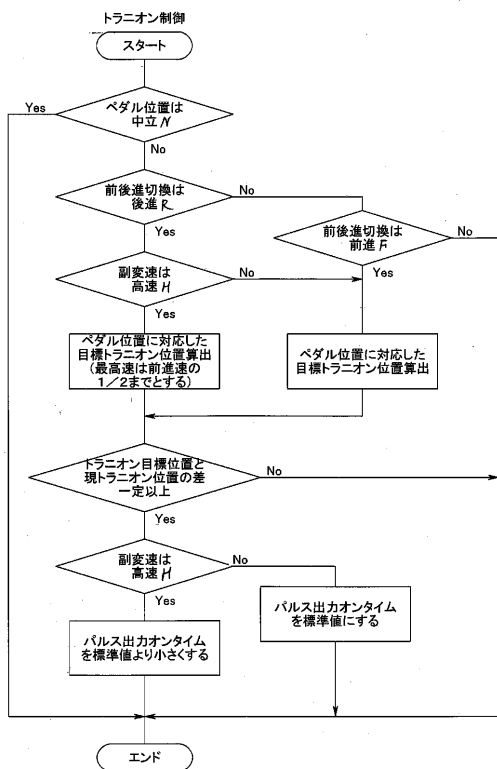 トラニオン制御
スタート
Yes
ペダル位置は
中立N
No
前後進切換は
後進R
No
Yes
前後進切換は
前進F
No
Yes
副変速は
高速H
No
Yes
ペダル位置に対応した
目標トラニオン位置算出
(最高速は前進速の
1/2までとする)
ペダル位置に対応した
目標トラニオン位置算出
トラニオン目標位置と
現トラニオン位置の差
一定以上
No
Yes
副変速は
高速H
No
Yes
パルス出力オンタイム
を標準値にする
パルス出力オンタイム
を標準値より小さくする
エンド